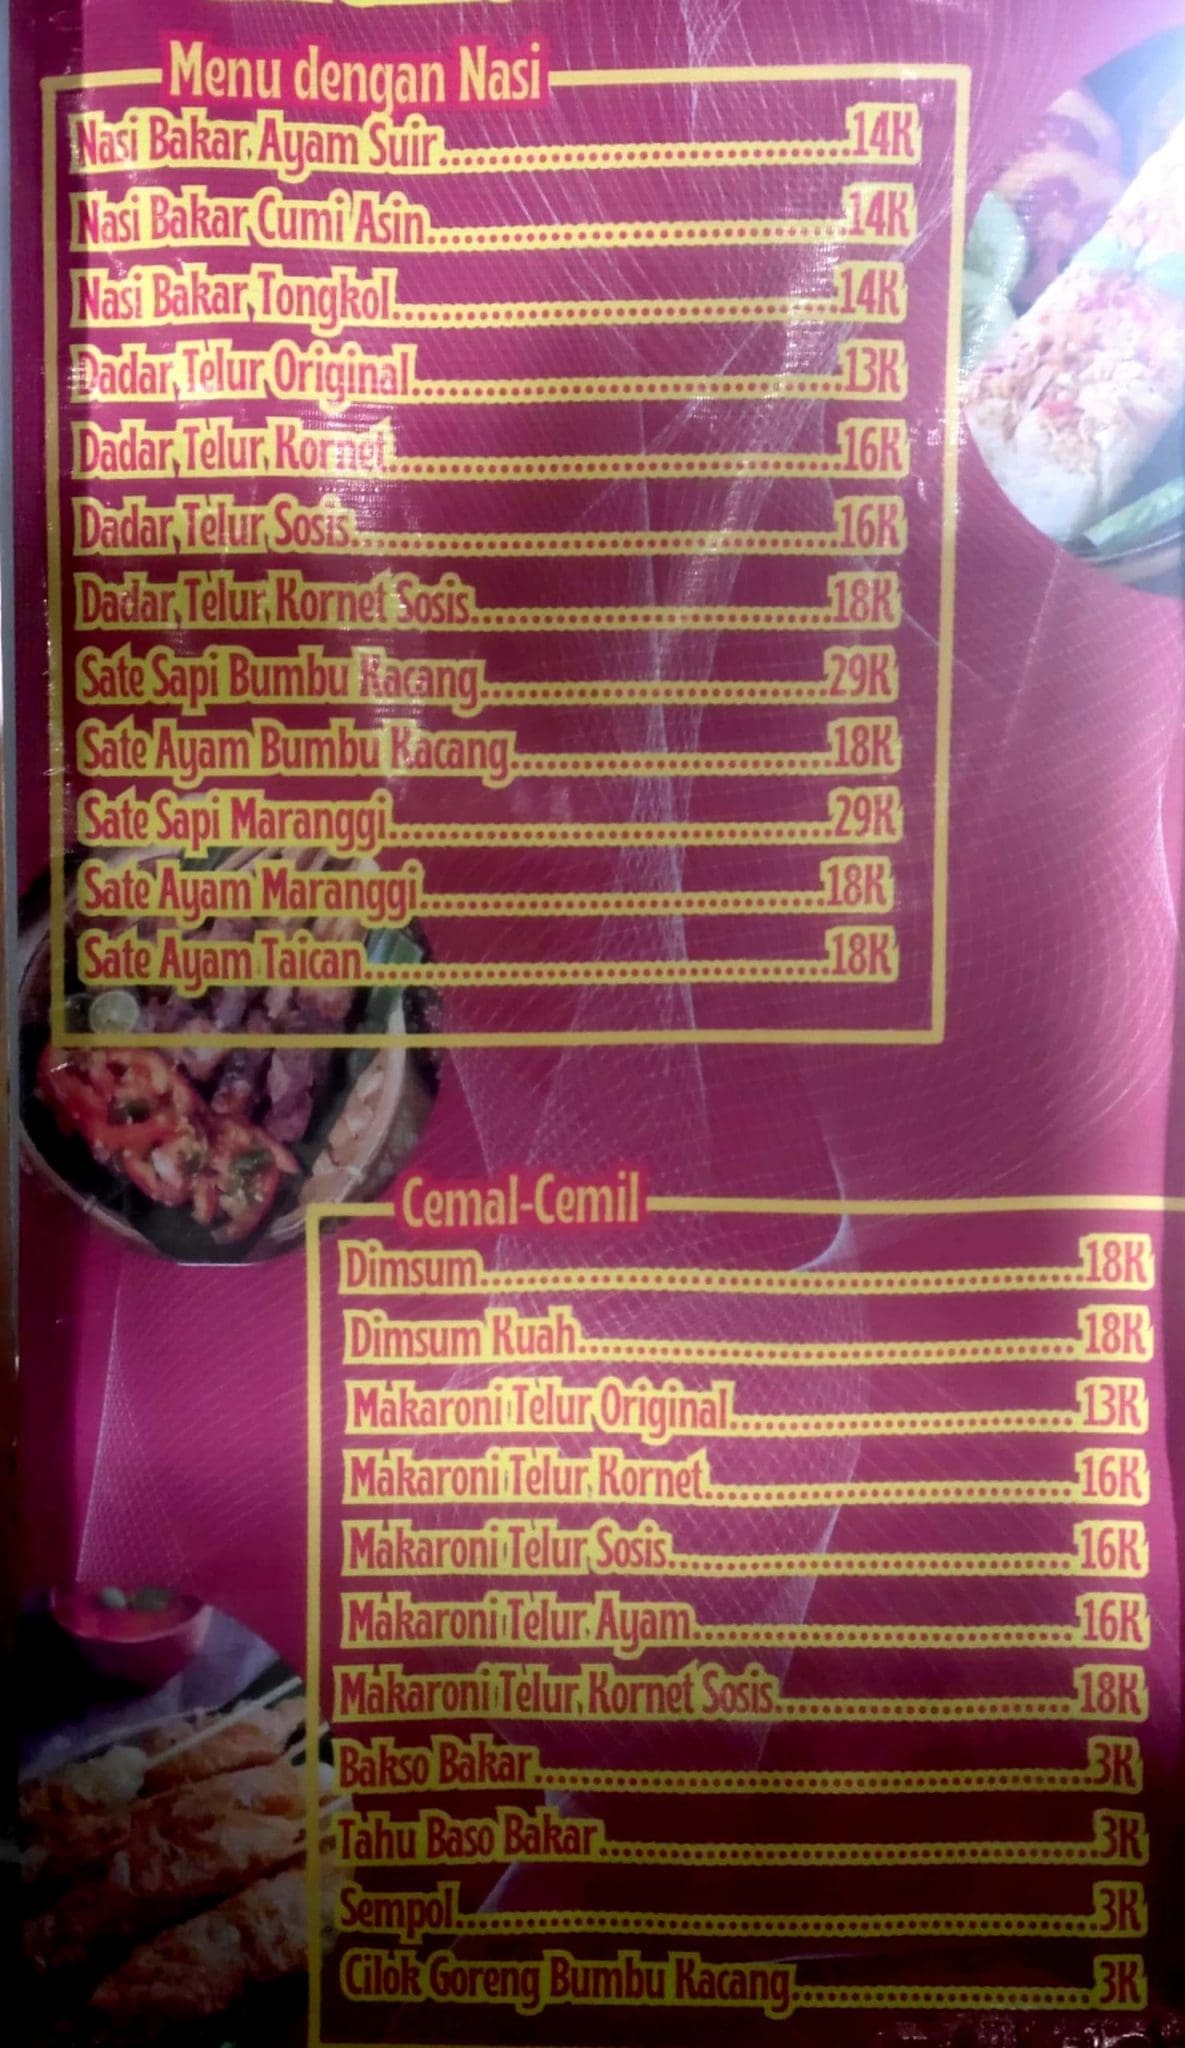 Menu dengan Nasi
Nasi Bakar Ayam Suir........................................14K
Nasi Bakar Cumi Asin........................................14K
Nasi Bakar Tongkol........................................14K
Dadar Telur Original........................................13K
Dadar Telur Kornet........................................16K
Dadar Telur Sosis........................................16K
Dadar Telur Kornet Sosis........................................18K
Sate Sapi Bumbu Kacang........................................29K
Sate Ayam Bumbu Kacang........................................18K
Sate Sapi Maranggi........................................29K
Sate Ayam Maranggi........................................18K
Sate Ayam Taican........................................18K
Cemal-Cemil
Dimsum........................................18K
Dimsum Kuah........................................18K
Makaroni Telur Original........................................13K
Makaroni Telur Kornet........................................16K
Makaroni Telur Sosis........................................16K
Makaroni Telur Ayam........................................16K
Makaroni Telur Kornet Sosis........................................18K
Bakso Bakar........................................3K
Tahu Baso Bakar........................................3K
Sempol........................................3K
Cilok Goreng Bumbu Kacang........................................3K